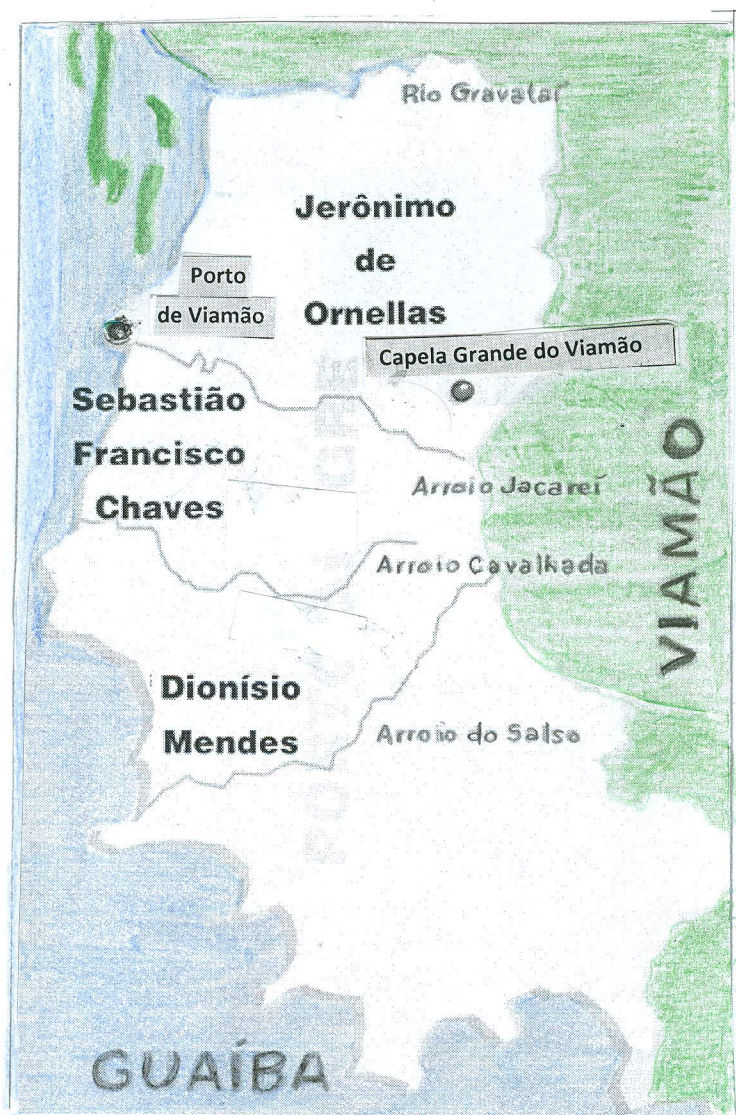 Rio Gravataí
Jerônimo
de
Ornellas
Porto
de Viamão
Capela Grande do Viamão
Sebastião
Francisco
Chaves
Arroio Jacareí
Arroio Cavalhada
VIAMÃO
Dionísio
Mendes
Arroio do Salso
GUAÍBA